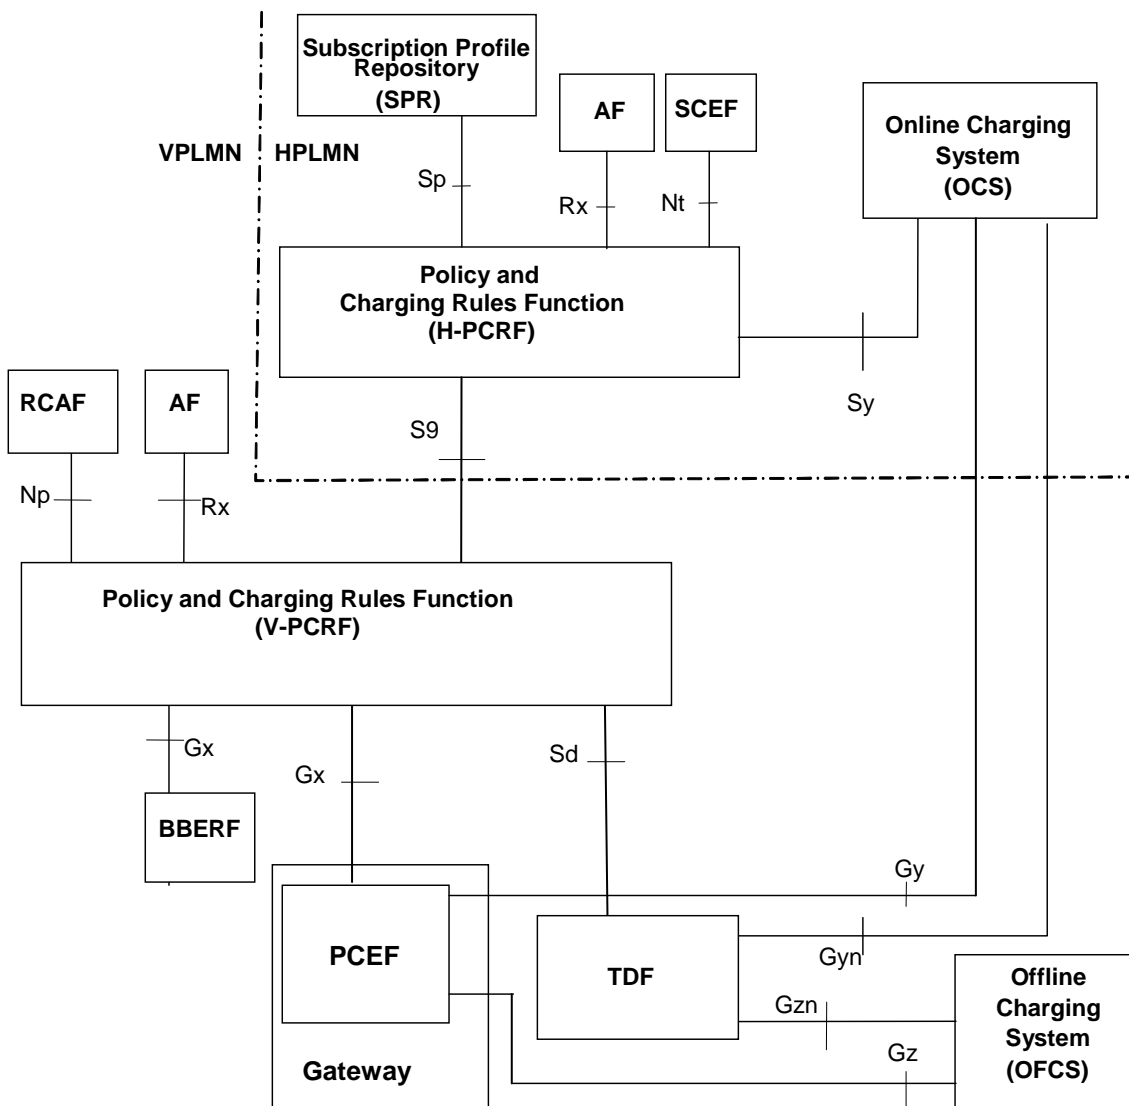 Subscription Profile
Repository
(SPR)
AF
SCEF
Online Charging
System
(OCS)
VPLMN
HPLMN
Sp
Rx
Nt
Policy and
Charging Rules Function
(H-PCRF)
Sy
RCAF
AF
S9
Np
Rx
Policy and Charging Rules Function
(V-PCRF)
Gx
Gx
Sd
BBERF
Gy
PCEF
TDF
Gyn
Gzn
Offline
Charging
System
(OFCS)
Gz
Gateway